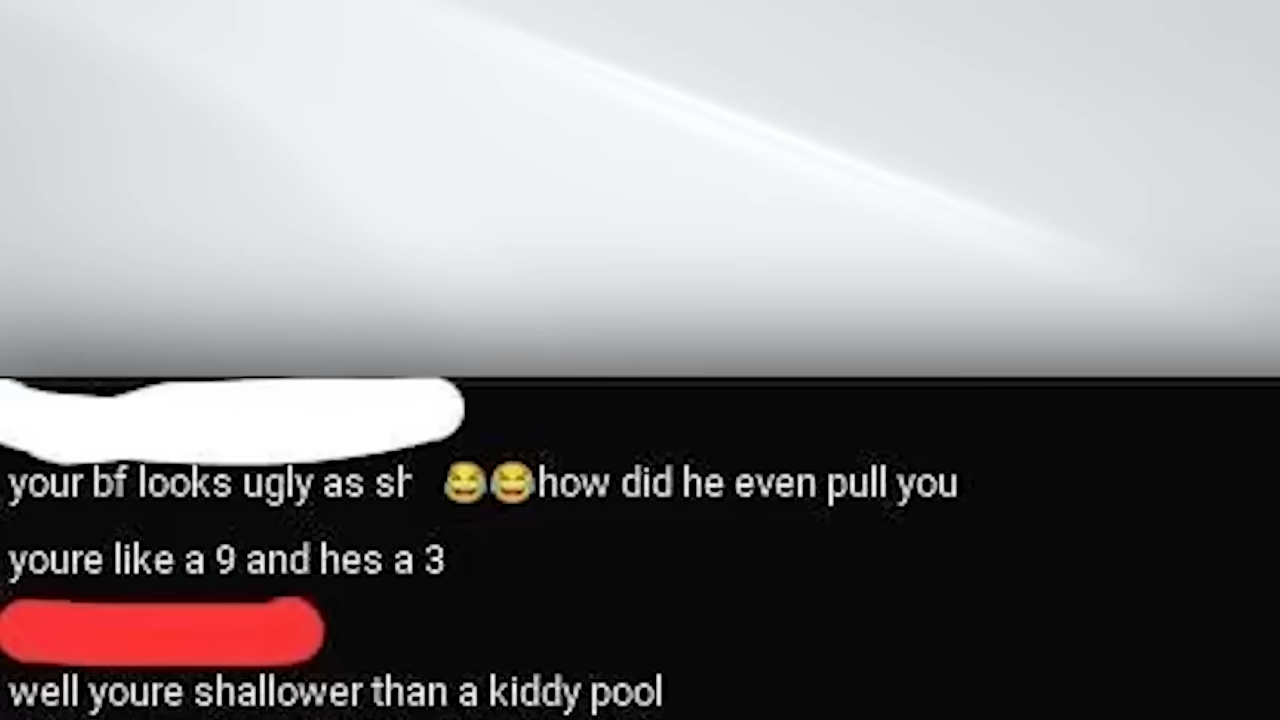 your bf looks ugly as sh 😂😂how did he even pull you
youre like a 9 and hes a 3
well youre shallower than a kiddy pool